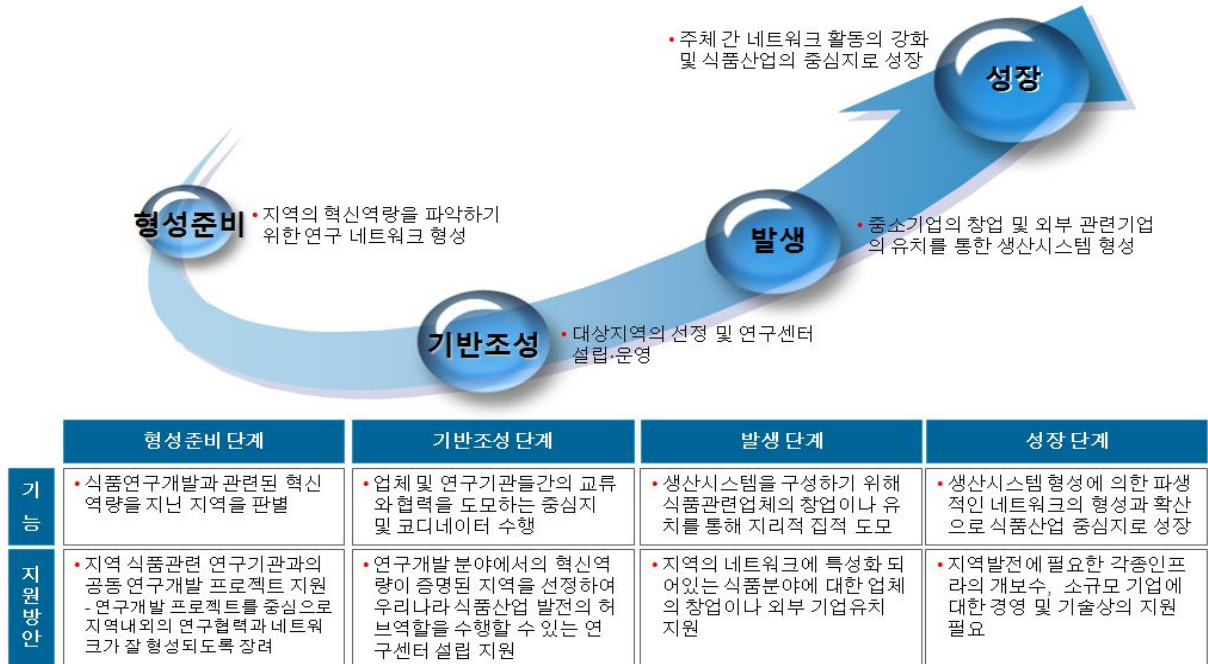 • 주체 간 네트워크 활동의 강화
및 식품산업의 중심지로 성장
성장
형성준비
• 지역의 혁신역량을 파악하기
위한 연구 네트워크 형성
발생
• 중소기업의 창업 및 외부 관련기업
의 유치를 통한 생산시스템 형성
기반조성
• 대상지역의 선정 및 연구센터
설립·운영
형성준비 단계
기반조성 단계
발생 단계
성장 단계
기
능
• 식품연구개발과 관련된 혁신
역량을 지닌 지역을 판별
• 업체 및 연구기관들간의 교류
와 협력을 도모하는 중심지
및 코디네이터 수행
• 생산시스템을 구성하기 위해
식품관련업체의 창업이나 유
치를 통해 지리적 집적 도모
• 생산시스템 형성에 의한 파생
적인 네트워크의 형성과 확산
으로 식품산업 중심지로 성장
지
원
방
안
• 지역 식품관련 연구기관과의
공동 연구개발 프로젝트 지원
- 연구개발 프로젝트를 중심으로
지역내외의 연구협력과 네트워
크가 잘 형성되도록 장려
• 연구개발 분야에서의 혁신역
량이 증명된 지역을 선정하여
우리나라 식품산업 발전의 허
브역할을 수행할 수 있는 연
구센터 설립 지원
• 지역의 네트워크에 특성화 되
어있는 식품분야에 대한 업체
의 창업이나 외부 기업유치
지원
• 지역발전에 필요한 각종인프
라의 개보수, 소규모 기업에
대한 경영 및 기술상의 지원
필요